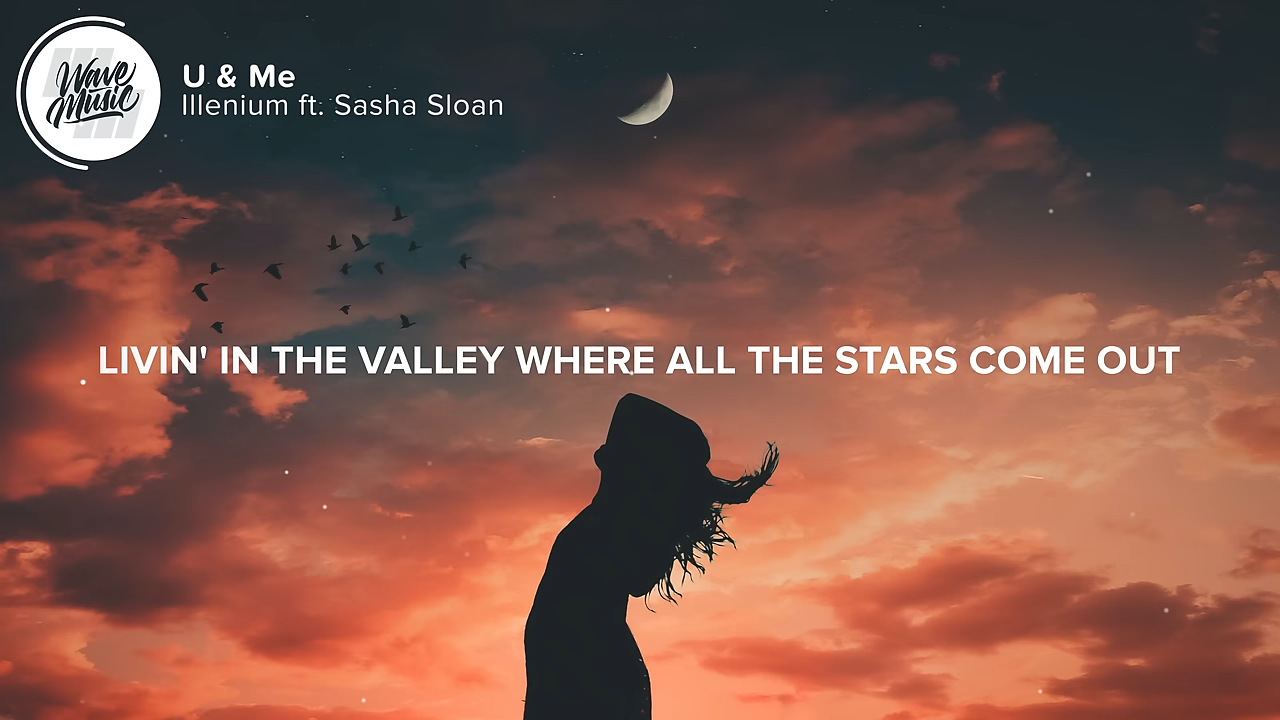 Wave
Music
U & Me
Illenium ft. Sasha Sloan
LIVIN' IN THE VALLEY WHERE ALL THE STARS COME OUT